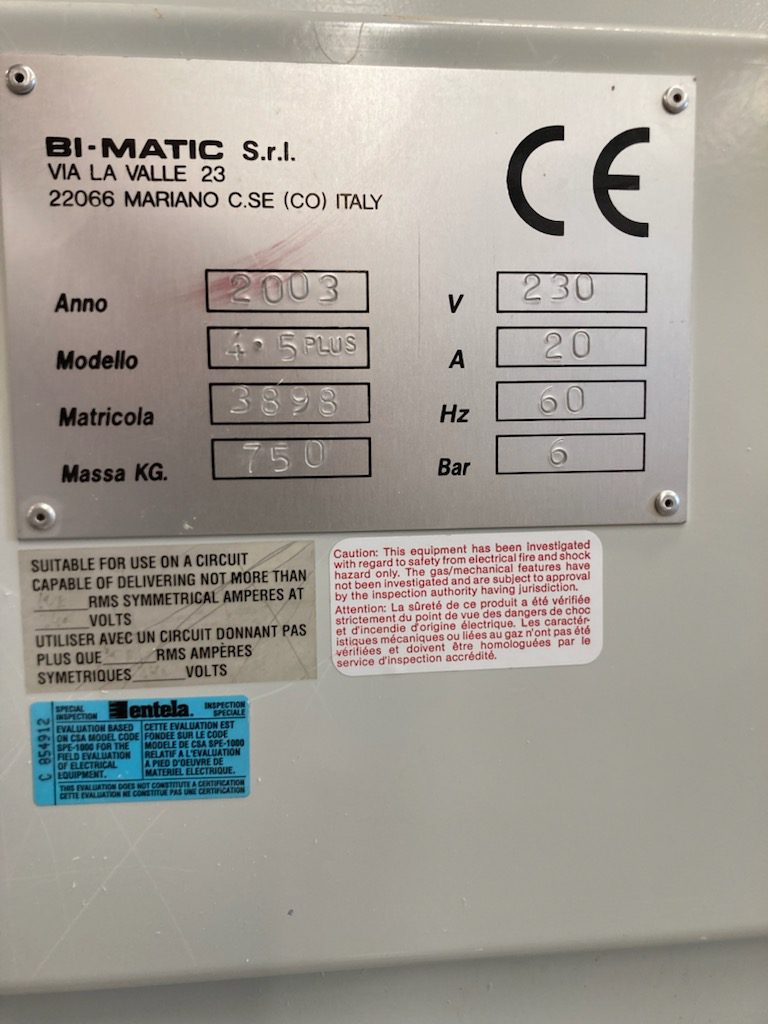 BI-MATIC S.r.l.
VIA LA VALLE 23
22066 MARIANO C.SE (CO) ITALY
CE
Anno 2003
Modello 4.5 PLUS
Matricola 3898
Massa KG. 750
V 230
A 20
Hz 60
Bar 6
SUITABLE FOR USE ON A CIRCUIT
CAPABLE OF DELIVERING NOT MORE THAN
RMS SYMMETRICAL AMPERES AT
VOLTS
UTILISER AVEC UN CIRCUIT DONNANT PAS
PLUS QUE RMS AMPÈRES
SYMETRIQUES VOLTS
Caution: This equipment has been investigated
with regard to safety from electrical fire and shock
hazard only. The gas/mechanical features have
not been investigated and are subject to approval
by the inspection authority having jurisdiction.
Attention: La sûreté de ce produit a été vérifiée
strictement du point de vue des dangers de choc
et d'incendie d'origine électrique. Les caractér-
istiques mécaniques ou liées au gaz n'ont pas été
vérifiées et doivent être homologuées par le
service d'inspection accrédité.
C 854912
SPECIAL
INSPECTION
entela.
INSPECTION
SPECIALE
EVALUATION BASED
ON CSA MODEL CODE
SPE-1000 FOR THE
FIELD EVALUATION
OF ELECTRICAL
EQUIPMENT.
CETTE EVALUATION EST
FONDEE SUR LE CODE
MODELE DE CSA SPE-1000
RELATIF A L'EVALUATION
A PIED D'OEUVRE DE
MATERIEL ELECTRIQUE.
THIS EVALUATION DOES NOT CONSTITUTE A CERTIFICATION
CETTE EVALUATION NE CONSTITUE PAS UNE CERTIFICATION